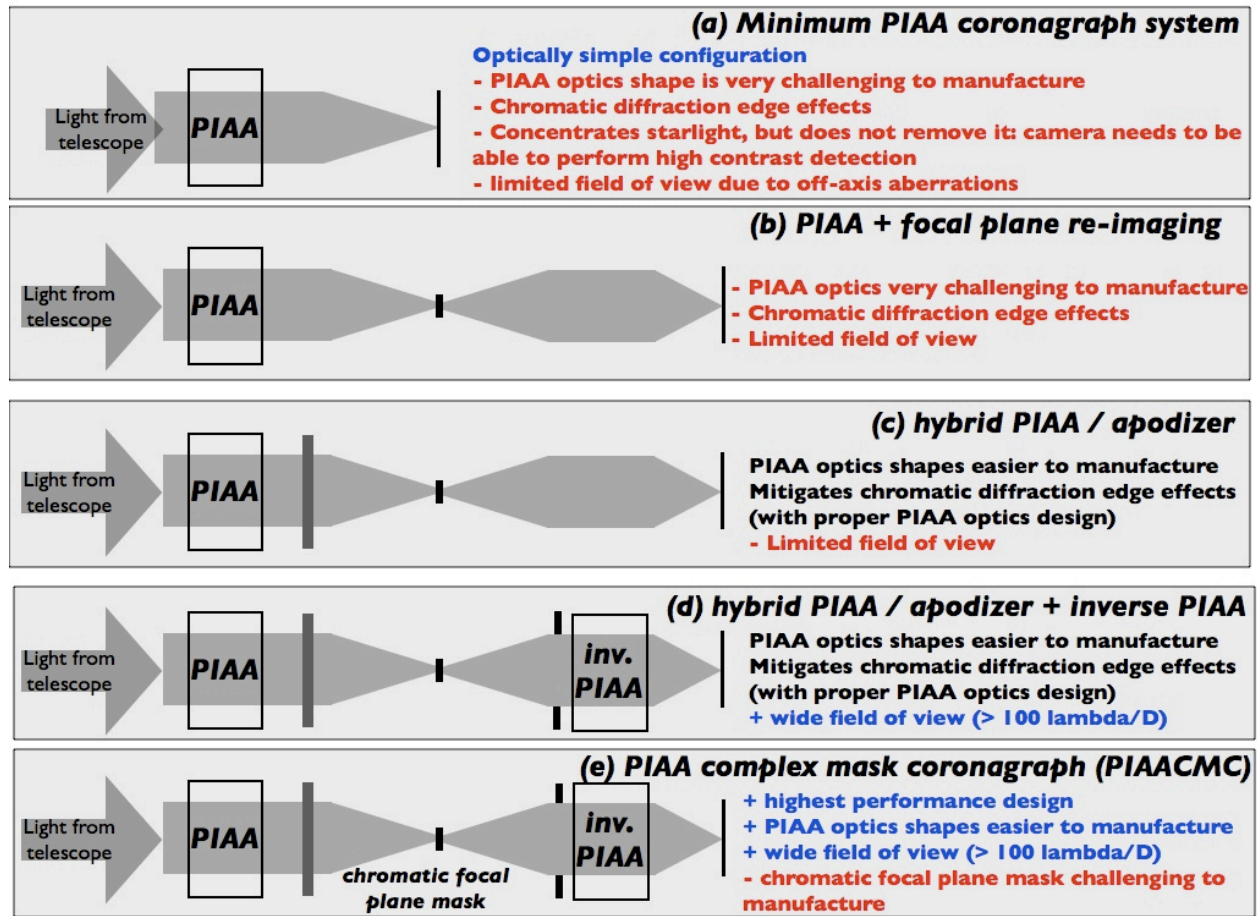 (a) Minimum PIAA coronagraph system
Optically simple configuration
- PIAA optics shape is very challenging to manufacture
- Chromatic diffraction edge effects
- Concentrates starlight, but does not remove it: camera needs to be
able to perform high contrast detection
- limited field of view due to off-axis aberrations
Light from
telescope
PIAA
(b) PIAA + focal plane re-imaging
Light from
telescope
PIAA
- PIAA optics very challenging to manufacture
- Chromatic diffraction edge effects
- Limited field of view
(c) hybrid PIAA / apodizer
Light from
telescope
PIAA
PIAA optics shapes easier to manufacture
Mitigates chromatic diffraction edge effects
(with proper PIAA optics design)
- Limited field of view
(d) hybrid PIAA / apodizer + inverse PIAA
Light from
telescope
PIAA
inv.
PIAA
PIAA optics shapes easier to manufacture
Mitigates chromatic diffraction edge effects
(with proper PIAA optics design)
+ wide field of view (> 100 lambda/D)
(e) PIAA complex mask coronagraph (PIAACMC)
Light from
telescope
PIAA
chromatic focal
plane mask
inv.
PIAA
+ highest performance design
+ PIAA optics shapes easier to manufacture
+ wide field of view (> 100 lambda/D)
- chromatic focal plane mask challenging to
manufacture